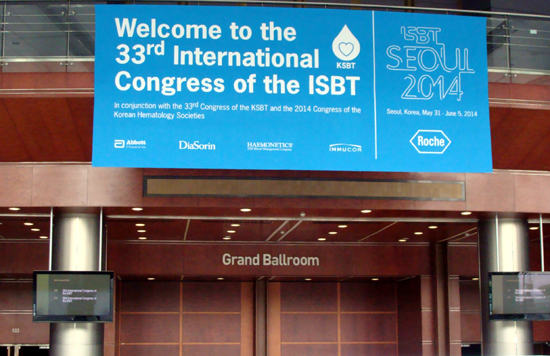 Welcome to the
33rd International
Congress of the ISBT
KSBT
In conjunction with the 33rd Congress of the KSBT and the 2014 Congress of the
Korean Hematology Societies
Abbott
DiaSorin
HAEMONETICS
IMMUCOR
ISBT
SEOUL
2014
Seoul, Korea, May 31 - June 5, 2014
Roche
Grand Ballroom